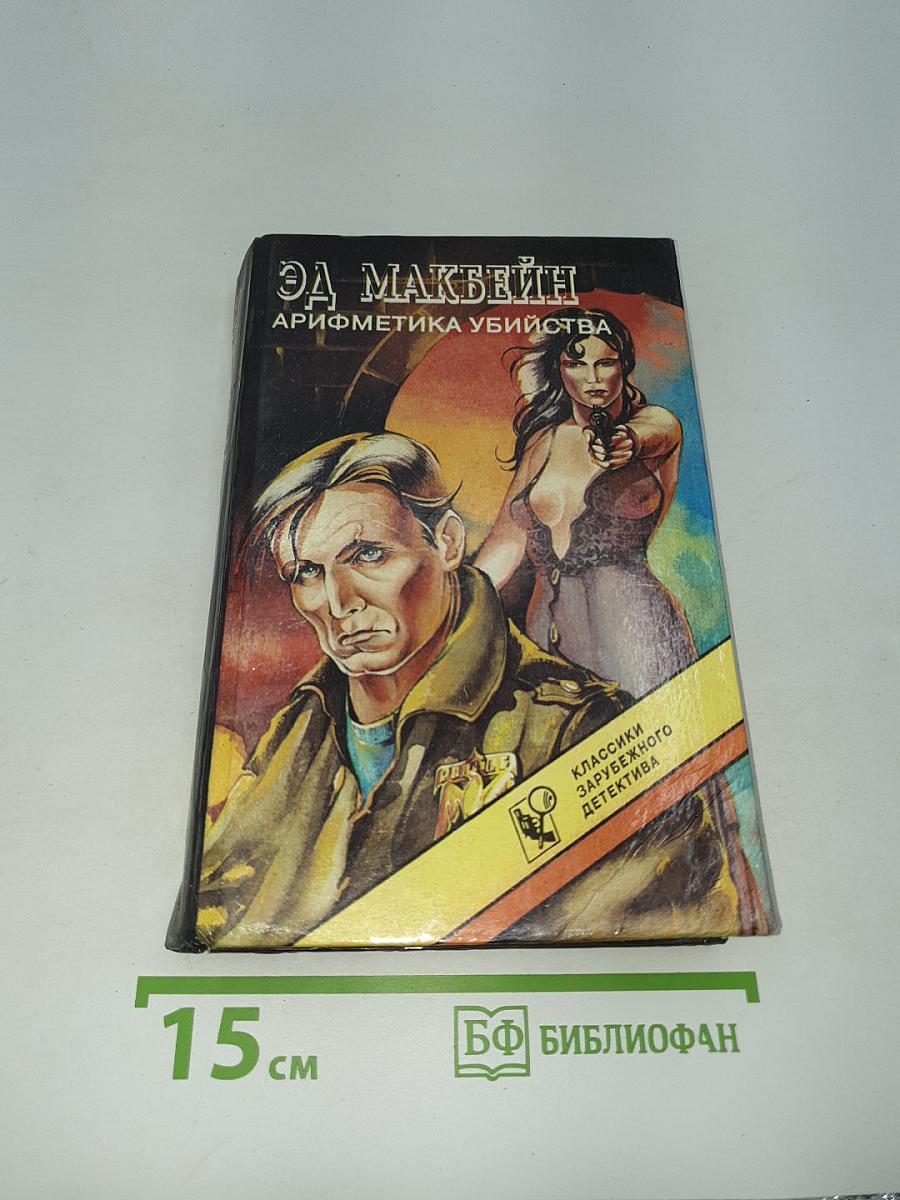 ЭД МАКБЕЙН
АРИФМЕТИКА УБИЙСТВА
КЛАССИКИ
ЗАРУБЕЖНОГО
ДЕТЕКТИВА
15 см
БФ БИБЛИОФАН